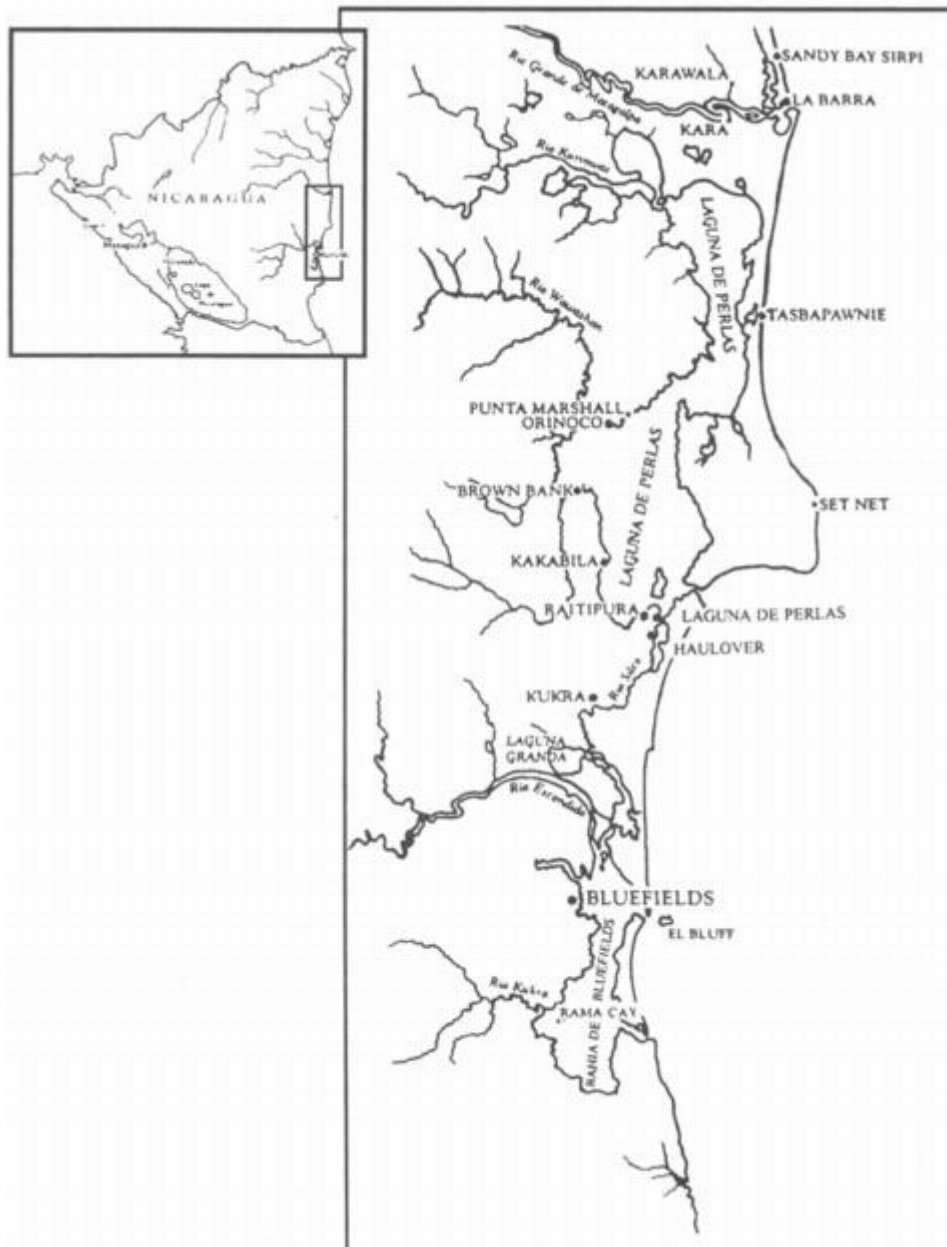 NICARAGUA
SANDY BAY SIRPI
KARAWALA
LA BARRA
Rio Grande de Matagalpa
KARA
Rio Kurinwas
LAGUNA DE PERLAS
Rio Wawashan
TASBAPAWNIE
PUNTA MARSHALL
ORINOCO
LAGUNA DE PERLAS
BROWN BANK
SET NET
KAKABILA
RAITIPURA
LAGUNA DE PERLAS
HAULOVER
KUKRA
LAGUNA
GRANDA
Rio Escondido
BLUEFIELDS
EL BLUFF
BAHIA DE BLUEFIELDS
Rio Kukra
RAMA CAY